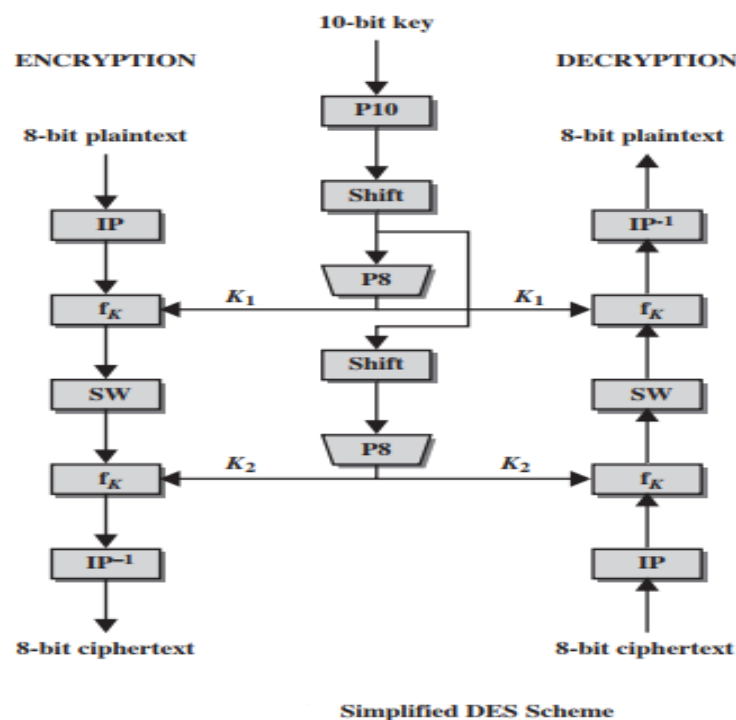 10-bit key
ENCRYPTION
DECRYPTION
P10
8-bit plaintext
8-bit plaintext
Shift
IP
IP-1
P8
K1
K1
fK
fK
Shift
SW
SW
P8
K2
K2
fK
fK
IP–1
IP
8-bit ciphertext
8-bit ciphertext
Simplified DES Scheme